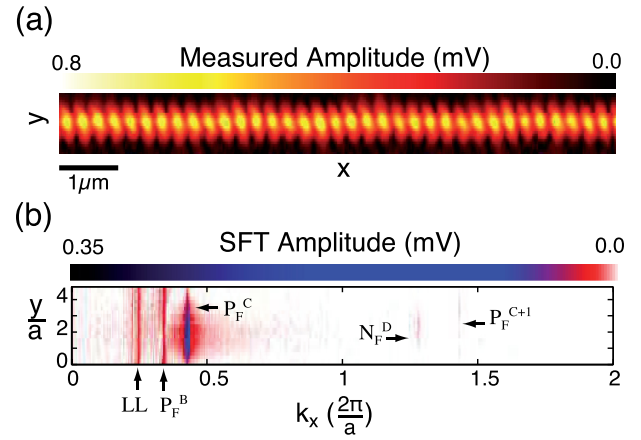 (a)
Measured Amplitude (mV)
0.8
0.0
y
1μm
x
(b)
SFT Amplitude (mV)
0.35
0.0
y/a
4
2
0
P_F^C
N_F^D
P_F^{C+1}
0 0.5 1 1.5 2
LL P_F^B
k_x (2π/a)